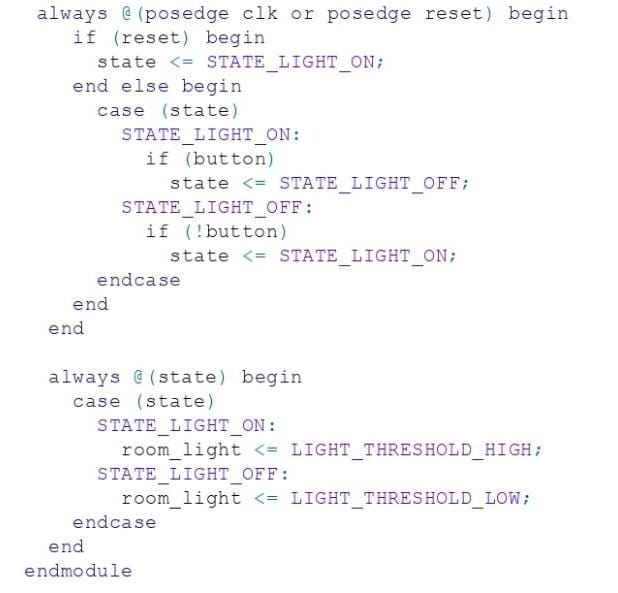 always @(posedge clk or posedge reset) begin
if (reset) begin
state <= STATE_LIGHT_ON;
end else begin
case (state)
STATE_LIGHT_ON:
if (button)
state <= STATE_LIGHT_OFF;
STATE_LIGHT_OFF:
if (!button)
state <= STATE_LIGHT_ON;
endcase
end
end
always @(state) begin
case (state)
STATE_LIGHT_ON:
room_light <= LIGHT_THRESHOLD_HIGH;
STATE_LIGHT_OFF:
room_light <= LIGHT_THRESHOLD_LOW;
endcase
end
endmodule